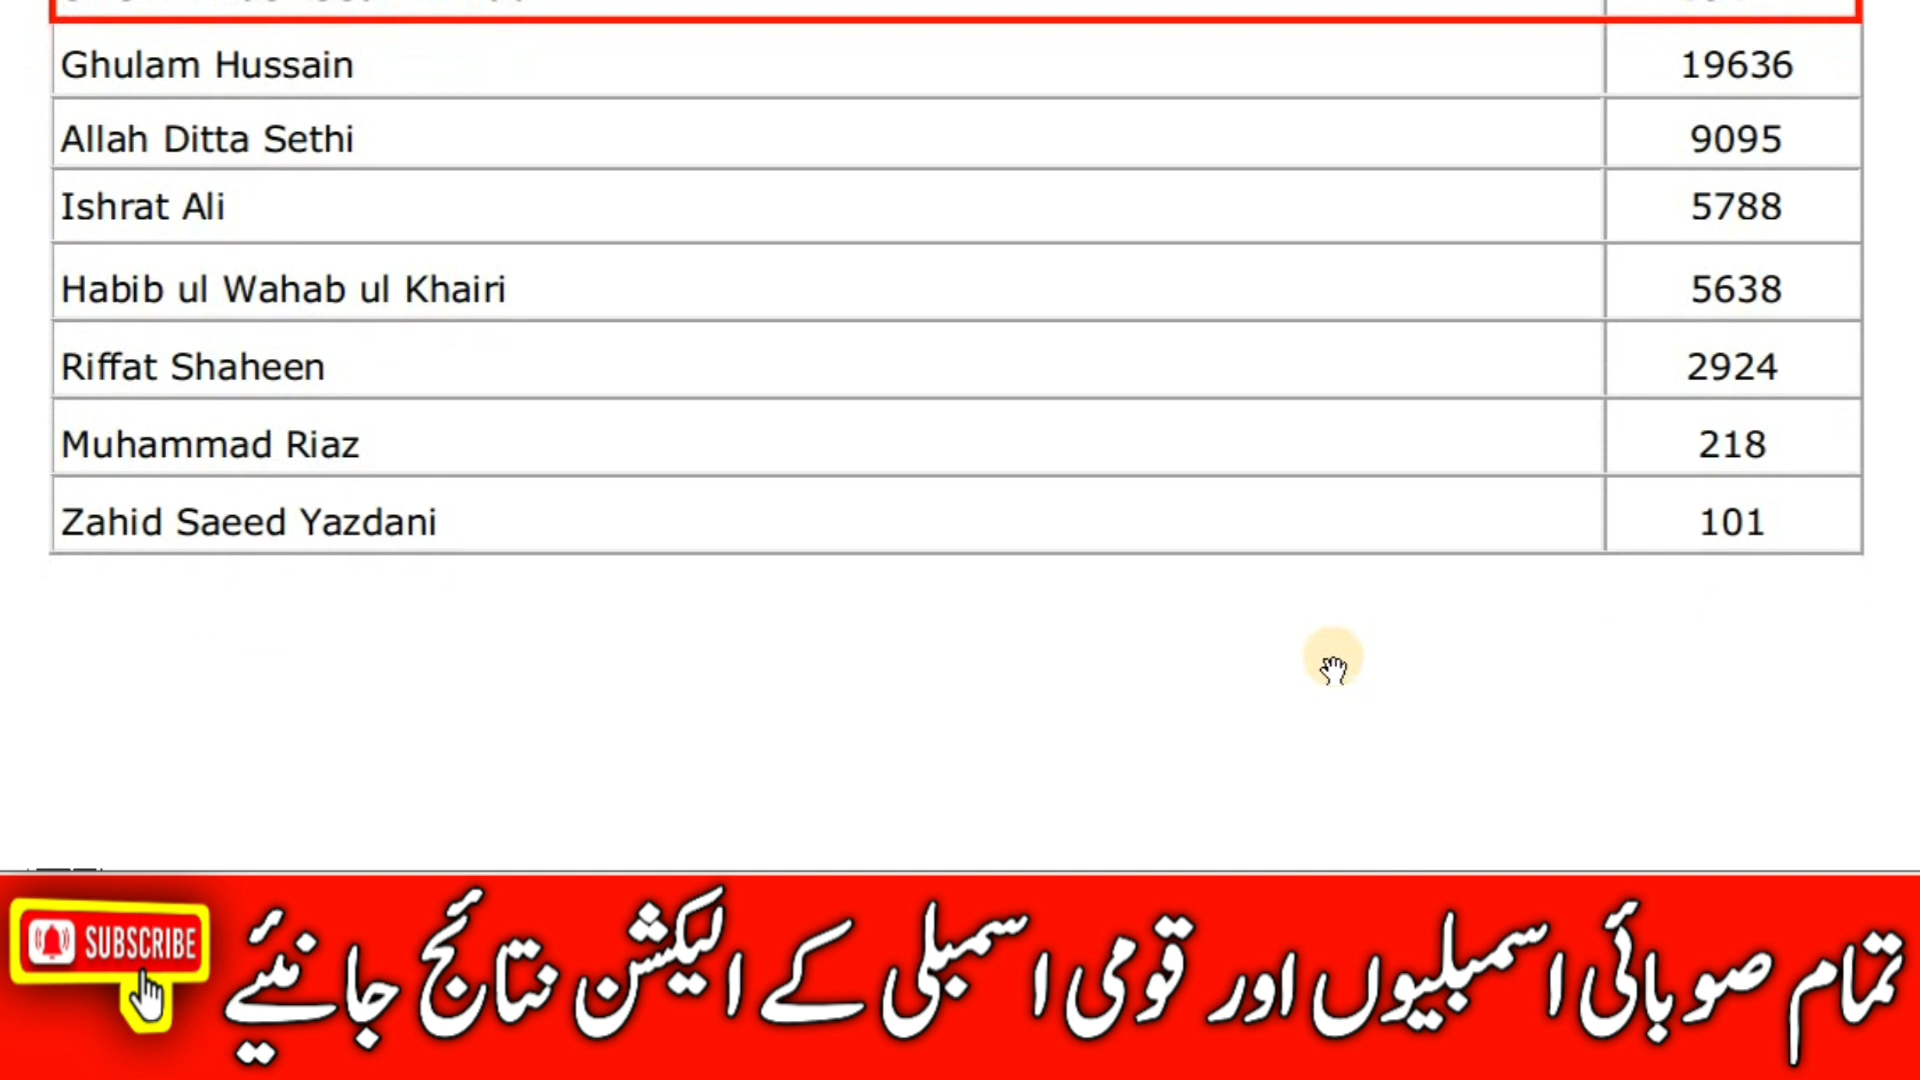 Ghulam Hussain 19636
Allah Ditta Sethi 9095
Ishrat Ali 5788
Habib ul Wahab ul Khairi 5638
Riffat Shaheen 2924
Muhammad Riaz 218
Zahid Saeed Yazdani 101
SUBSCRIBE
تمام صوبائی اسمبلیوں اور قومی اسمبلی کے الیکشن نتائج جانئیے